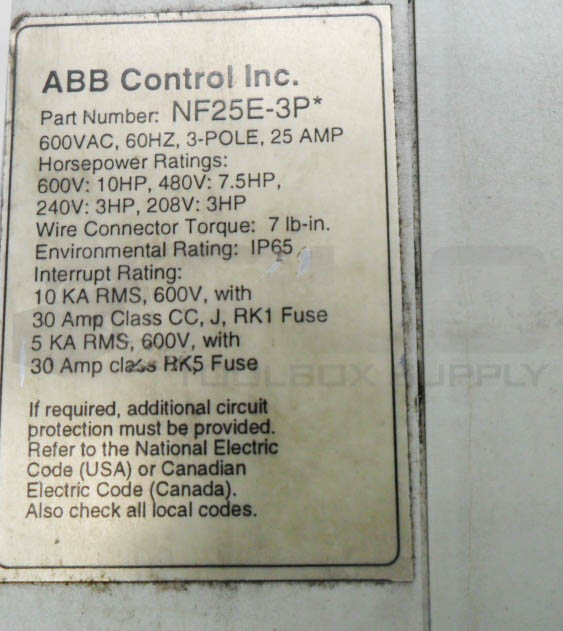 ABB Control Inc.
Part Number: NF25E-3P*
600VAC, 60HZ, 3-POLE, 25 AMP
Horsepower Ratings:
600V: 10HP, 480V: 7.5HP,
240V: 3HP, 208V: 3HP
Wire Connector Torque: 7 lb-in.
Environmental Rating: IP65
Interrupt Rating:
10 KA RMS, 600V, with
30 Amp Class CC, J, RK1 Fuse
5 KA RMS, 600V, with
30 Amp class RK5 Fuse
TOOLBOX SUPPLY
If required, additional circuit
protection must be provided.
Refer to the National Electric
Code (USA) or Canadian
Electric Code (Canada).
Also check all local codes.